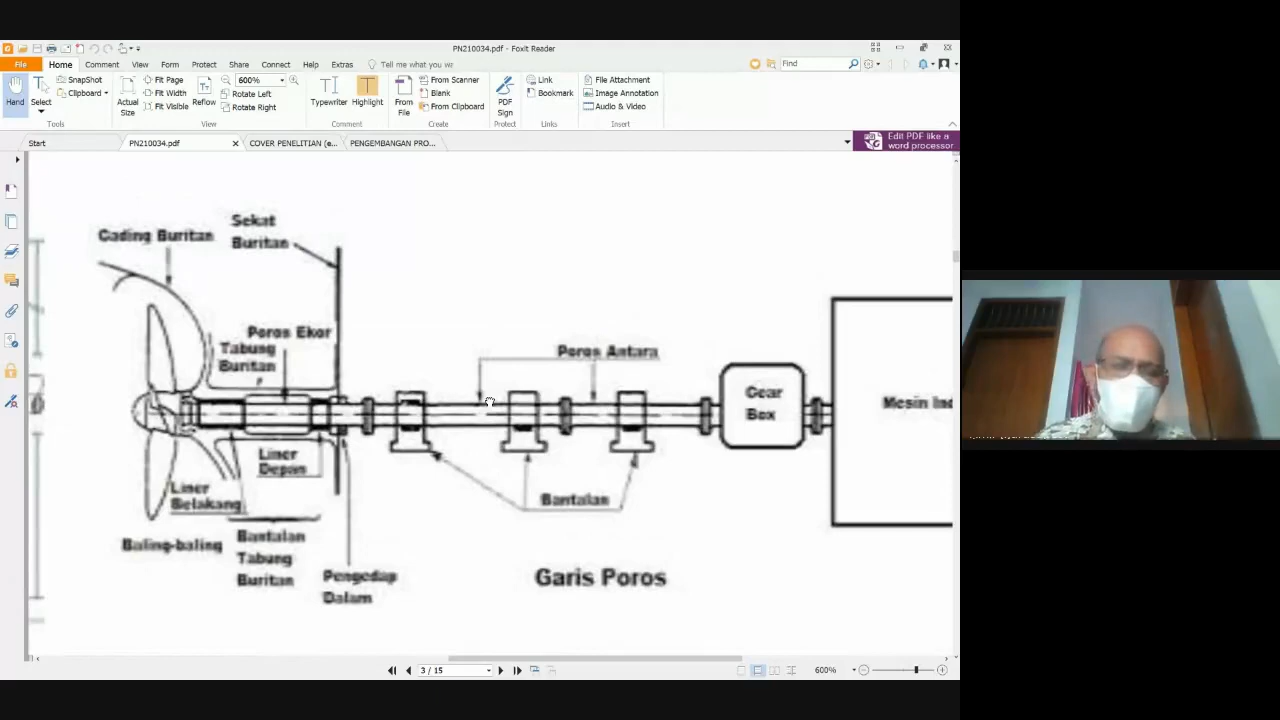 PN210034.pdf - Foxit Reader
File Home Comment View Form Protect Share Connect Help Extras Tell me what you wr
Find
Hand
Select
SnapShot
Clipboard
Tools
Actual
Size
Fit Page
Fit Width
Fit Visible
Reflow
600%
Rotate Left
Rotate Right
View
Typewriter
Highlight
Comment
From
File
From Scanner
Blank
From Clipboard
Create
PDF
Sign
Protect
Link
Bookmark
Links
File Attachment
Image Annotation
Audio & Video
Insert
Start
PN210034.pdf
COVER PENELITIAN (e...
PENGEMBANGAN PRO...
Edit PDF like a
word processor
Gading Buritan
Sekat
Buritan
Poros Ekor
Tabung
Buritan
Poros Antara
Gear
Box
Mesin Ind
Liner
Depan
Liner
Belakang
Bantalan
Baling-baling
Bantalan
Tabung
Buritan
Pengedap
Dalam
Garis Poros
3 / 15
600%